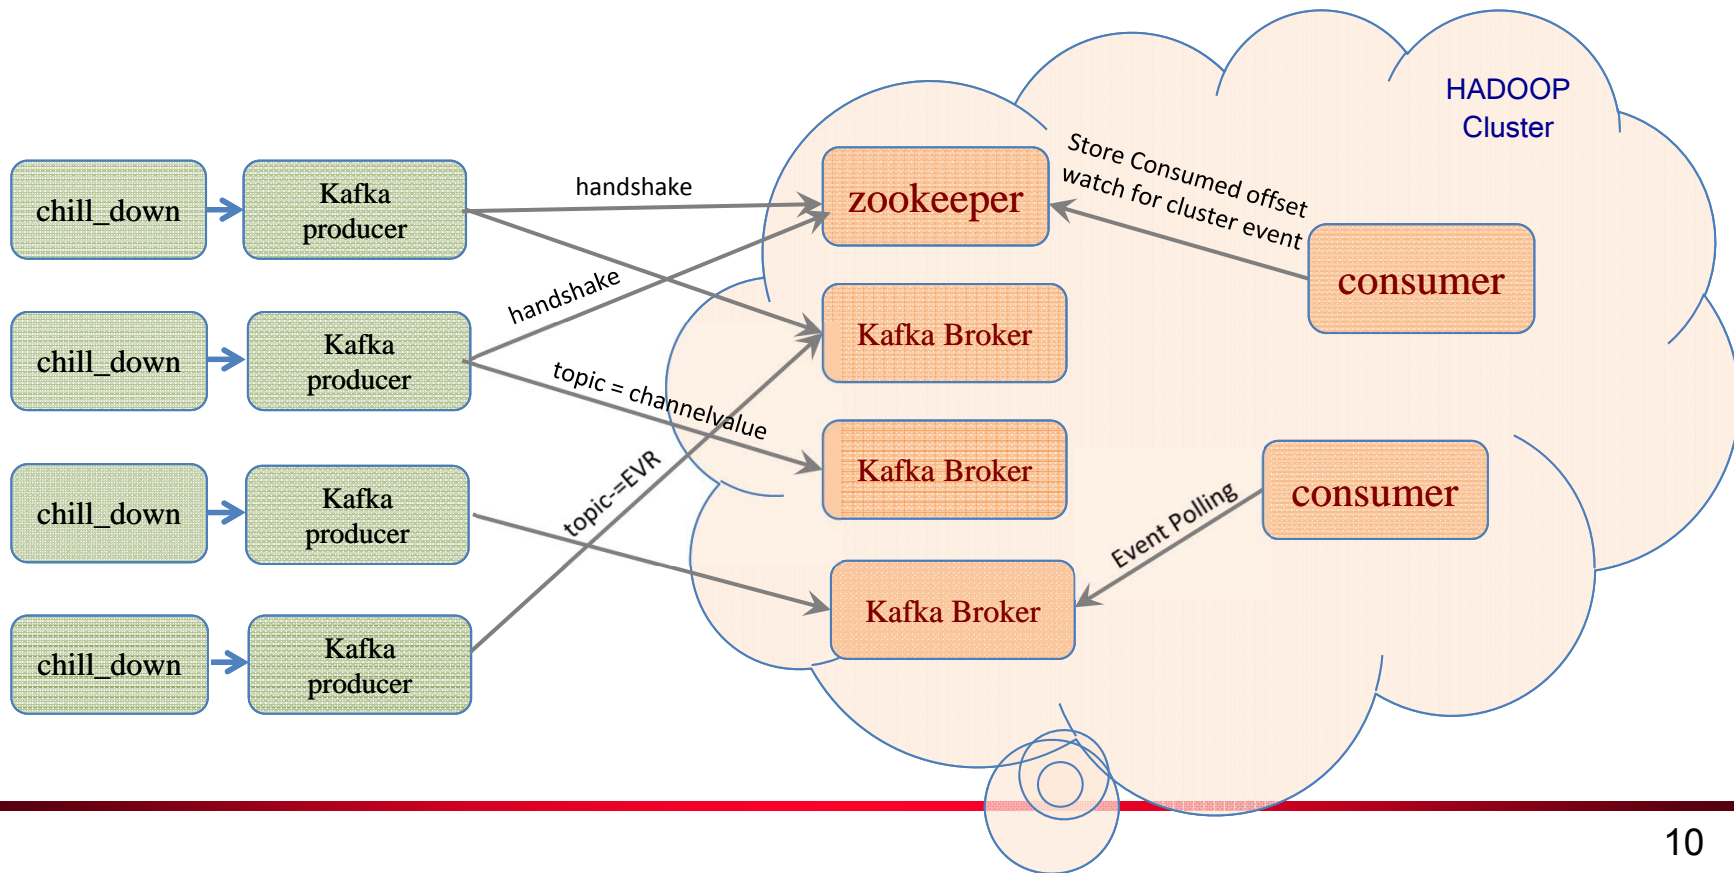 HADOOP
Cluster
chill_down
Kafka
producer
handshake
zookeeper
Store Consumed offset
watch for cluster event
consumer
chill_down
Kafka
producer
handshake
Kafka Broker
topic = channelvalue
Kafka Broker
chill_down
Kafka
producer
topic-=EVR
Event Polling
consumer
Kafka Broker
chill_down
Kafka
producer
10